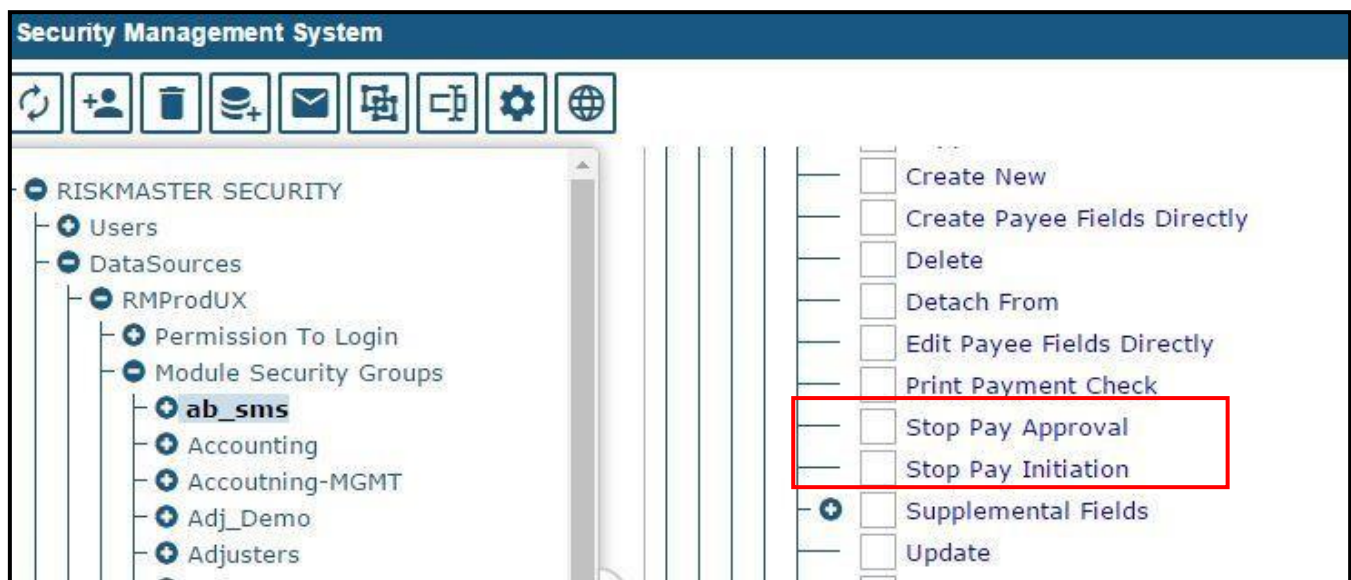 Security Management System
RISKMASTER SECURITY
Users
DataSources
RMProdUX
Permission To Login
Module Security Groups
ab_sms
Accounting
Accoutning-MGMT
Adj_Demo
Adjusters
Create New
Create Payee Fields Directly
Delete
Detach From
Edit Payee Fields Directly
Print Payment Check
Stop Pay Approval
Stop Pay Initiation
Supplemental Fields
Update